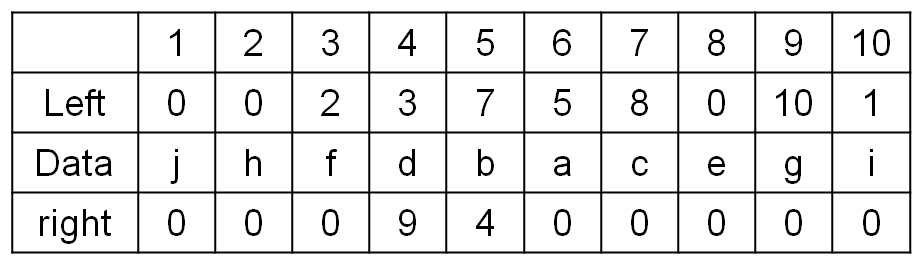 1 2 3 4 5 6 7 8 9 10
Left 0 0 2 3 7 5 8 0 10 1
Data j h f d b a c e g i
right 0 0 0 9 4 0 0 0 0 0